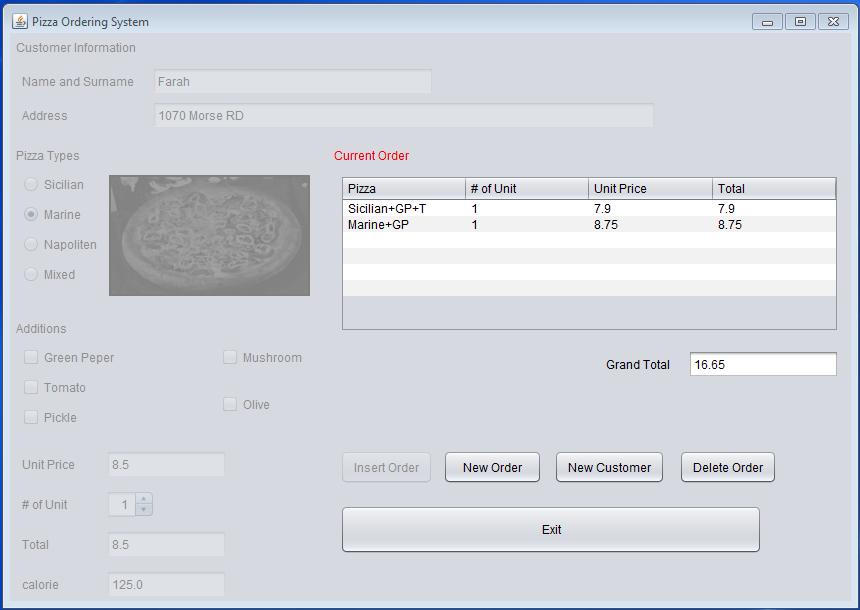 Pizza Ordering System
Customer Information
Name and Surname Farah
Address 1070 Morse RD
Pizza Types
Sicilian
Marine
Napoliten
Mixed
Current Order
Pizza # of Unit Unit Price Total
Sicilian+GP+T 1 7.9 7.9
Marine+GP 1 8.75 8.75
Grand Total 16.65
Additions
Green Peper Mushroom
Tomato
Olive
Pickle
Unit Price 8.5
# of Unit 1
Total 8.5
calorie 125.0
Insert Order New Order New Customer Delete Order
Exit